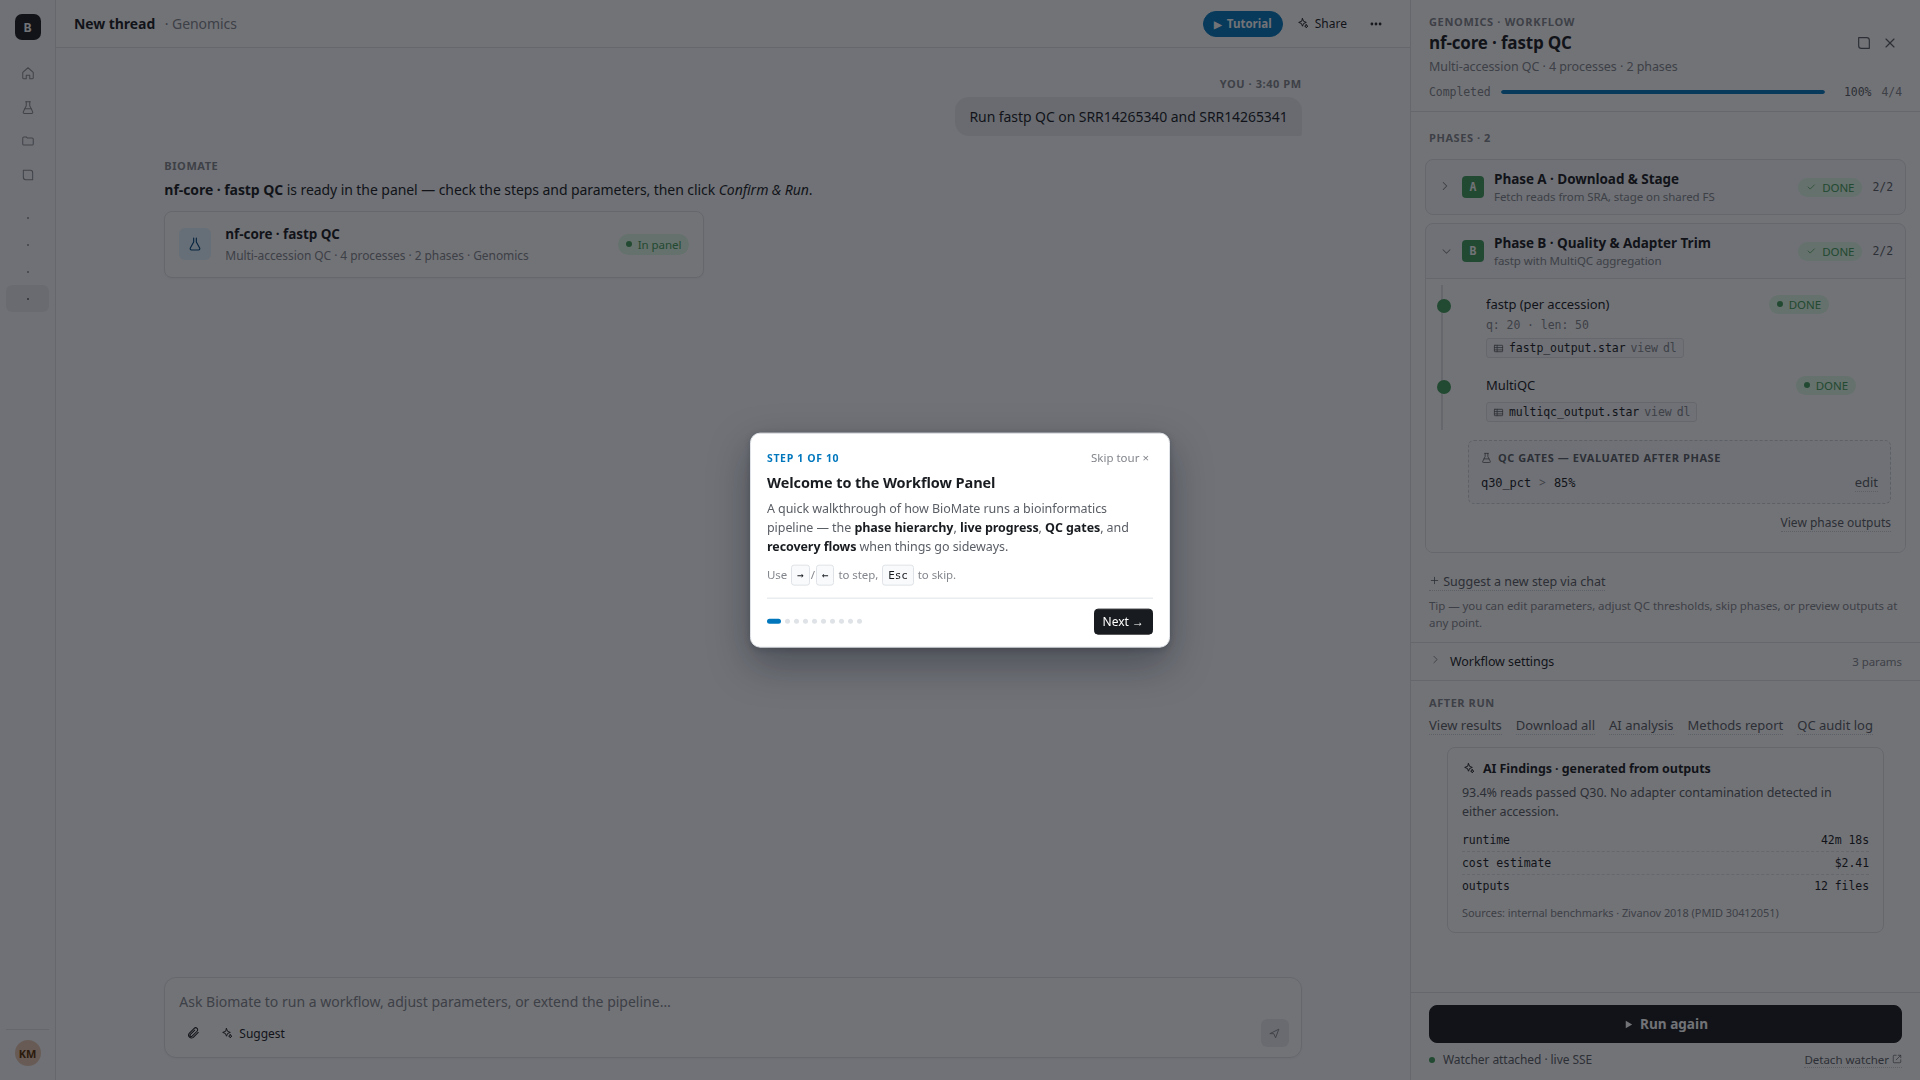 B
New thread · Genomics
▶ Tutorial
Share
YOU · 3:40 PM
Run fastp QC on SRR14265340 and SRR14265341
BIOMATE
nf-core · fastp QC is ready in the panel — check the steps and parameters, then click Confirm & Run.
nf-core · fastp QC
Multi-accession QC · 4 processes · 2 phases · Genomics
In panel
STEP 1 OF 10
Skip tour ×
Welcome to the Workflow Panel
A quick walkthrough of how BioMate runs a bioinformatics
pipeline — the phase hierarchy, live progress, QC gates, and
recovery flows when things go sideways.
Use → / ← to step, Esc to skip.
Next →
Ask Biomate to run a workflow, adjust parameters, or extend the pipeline...
Suggest
KM
GENOMICS · WORKFLOW
nf-core · fastp QC
Multi-accession QC · 4 processes · 2 phases
Completed 100% 4/4
PHASES · 2
A Phase A · Download & Stage DONE 2/2
Fetch reads from SRA, stage on shared FS
B Phase B · Quality & Adapter Trim DONE 2/2
fastp with MultiQC aggregation
fastp (per accession) DONE
q: 20 · len: 50
fastp_output.star view dl
MultiQC DONE
multiqc_output.star view dl
QC GATES — EVALUATED AFTER PHASE
q30_pct > 85% edit
View phase outputs
+ Suggest a new step via chat
Tip — you can edit parameters, adjust QC thresholds, skip phases, or preview outputs at
any point.
Workflow settings 3 params
AFTER RUN
View results Download all AI analysis Methods report QC audit log
AI Findings · generated from outputs
93.4% reads passed Q30. No adapter contamination detected in
either accession.
runtime 42m 18s
cost estimate $2.41
outputs 12 files
Sources: internal benchmarks · Zivanov 2018 (PMID 30412051)
▶ Run again
Watcher attached · live SSE
Detach watcher